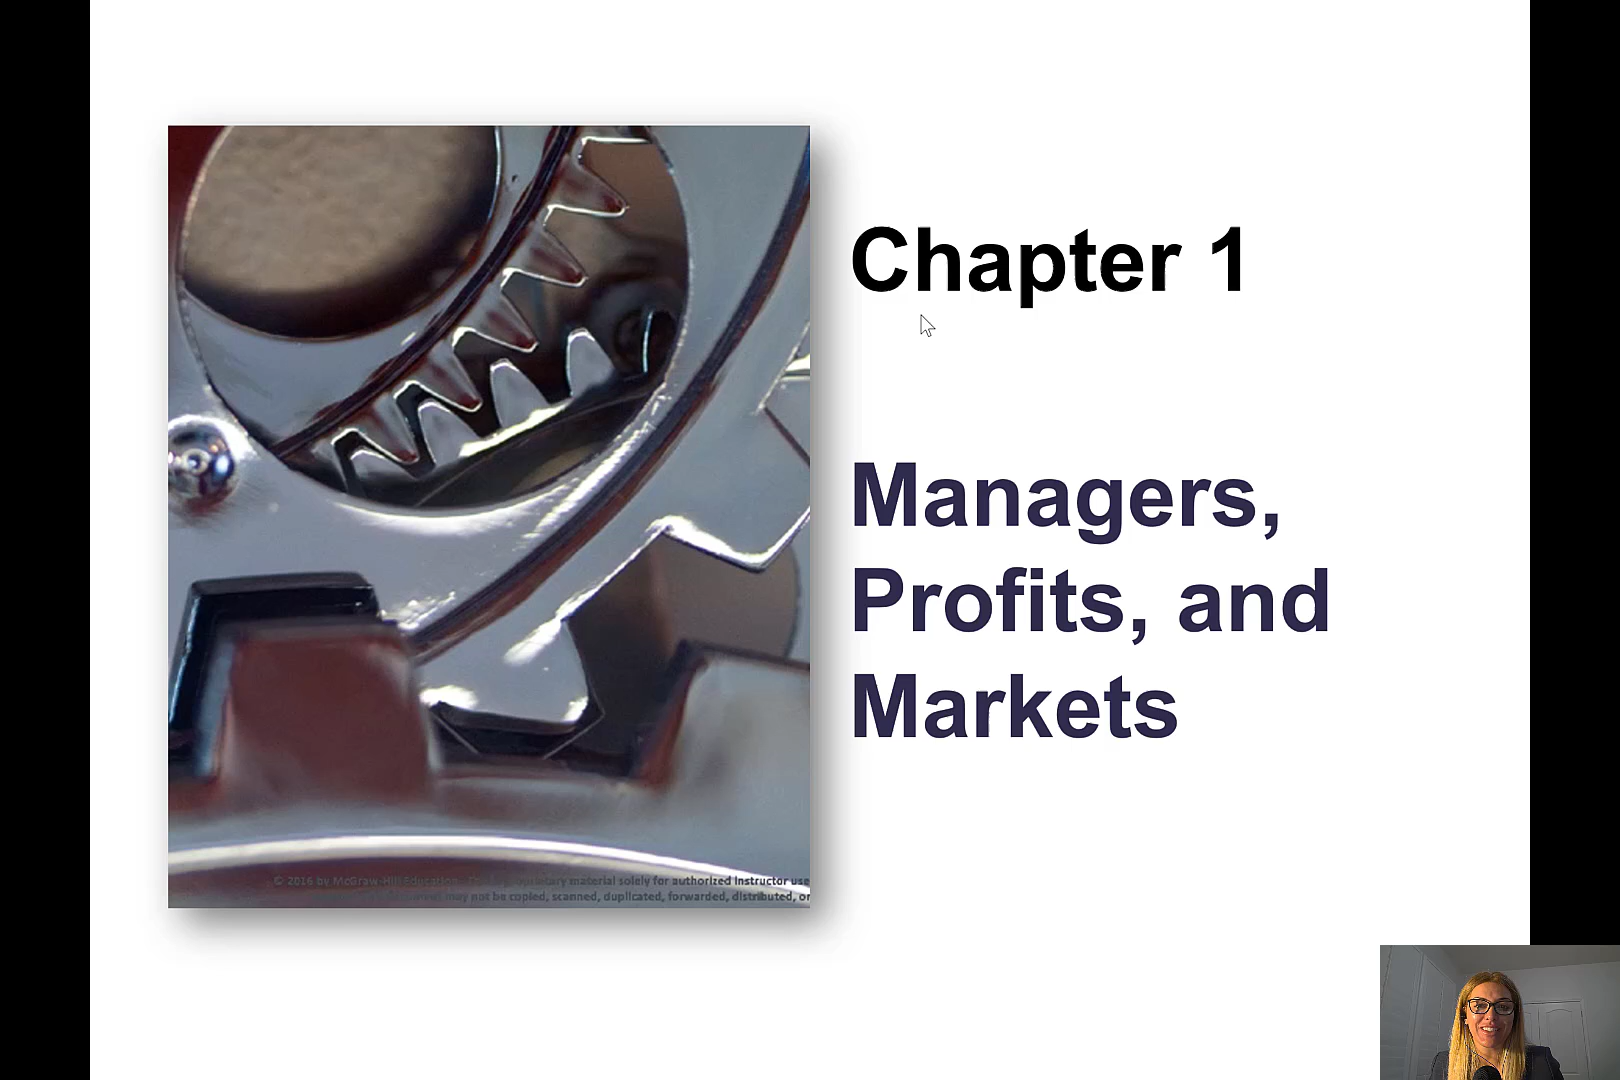 Chapter 1
Managers,
Profits, and
Markets
© 2016 by McGraw-Hill Education. proprietary material solely for authorized instructor use
may not be copied, scanned, duplicated, forwarded, distributed, or